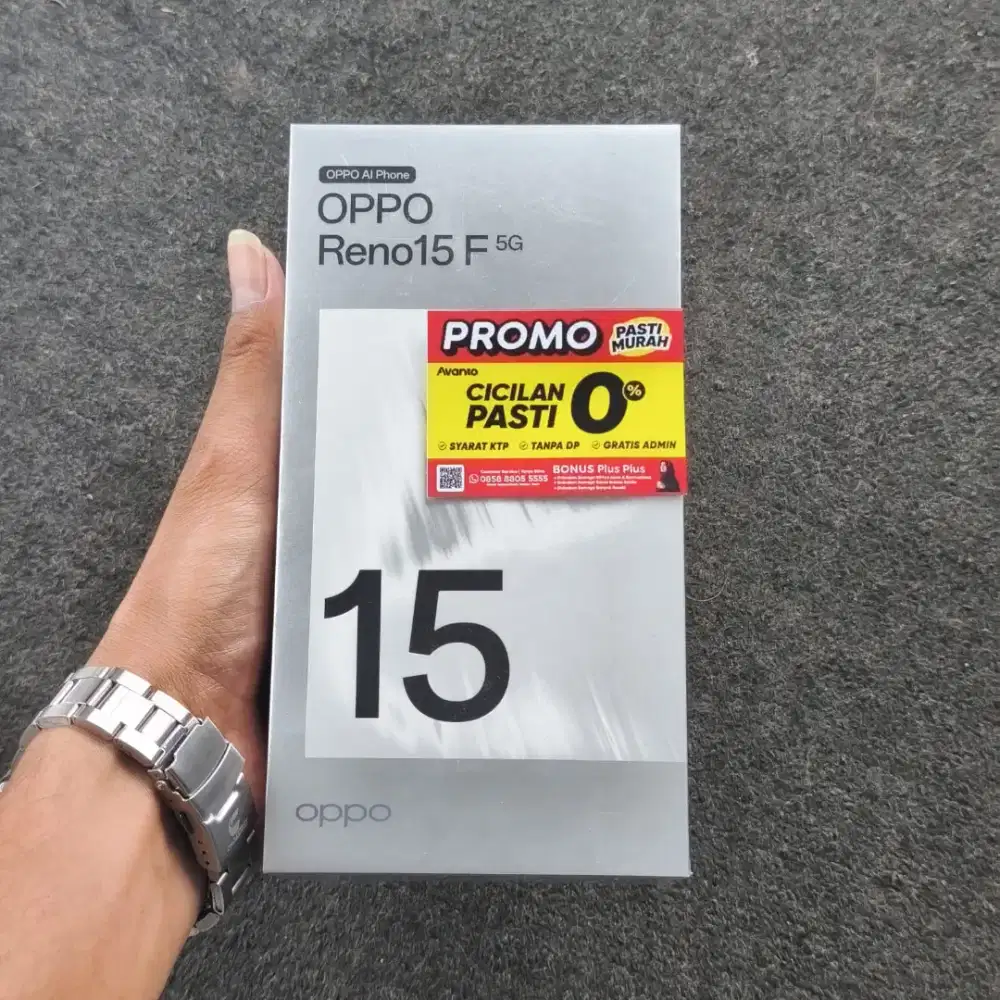 OPPO AI Phone
OPPO
Reno15 F 5G
PROMO PASTI MURAH
Avanto
CICILAN PASTI 0%
SYARAT KTP TANPA DP GRATIS ADMIN
0858 8805 5555
BONUS Plus Plus
15
oppo